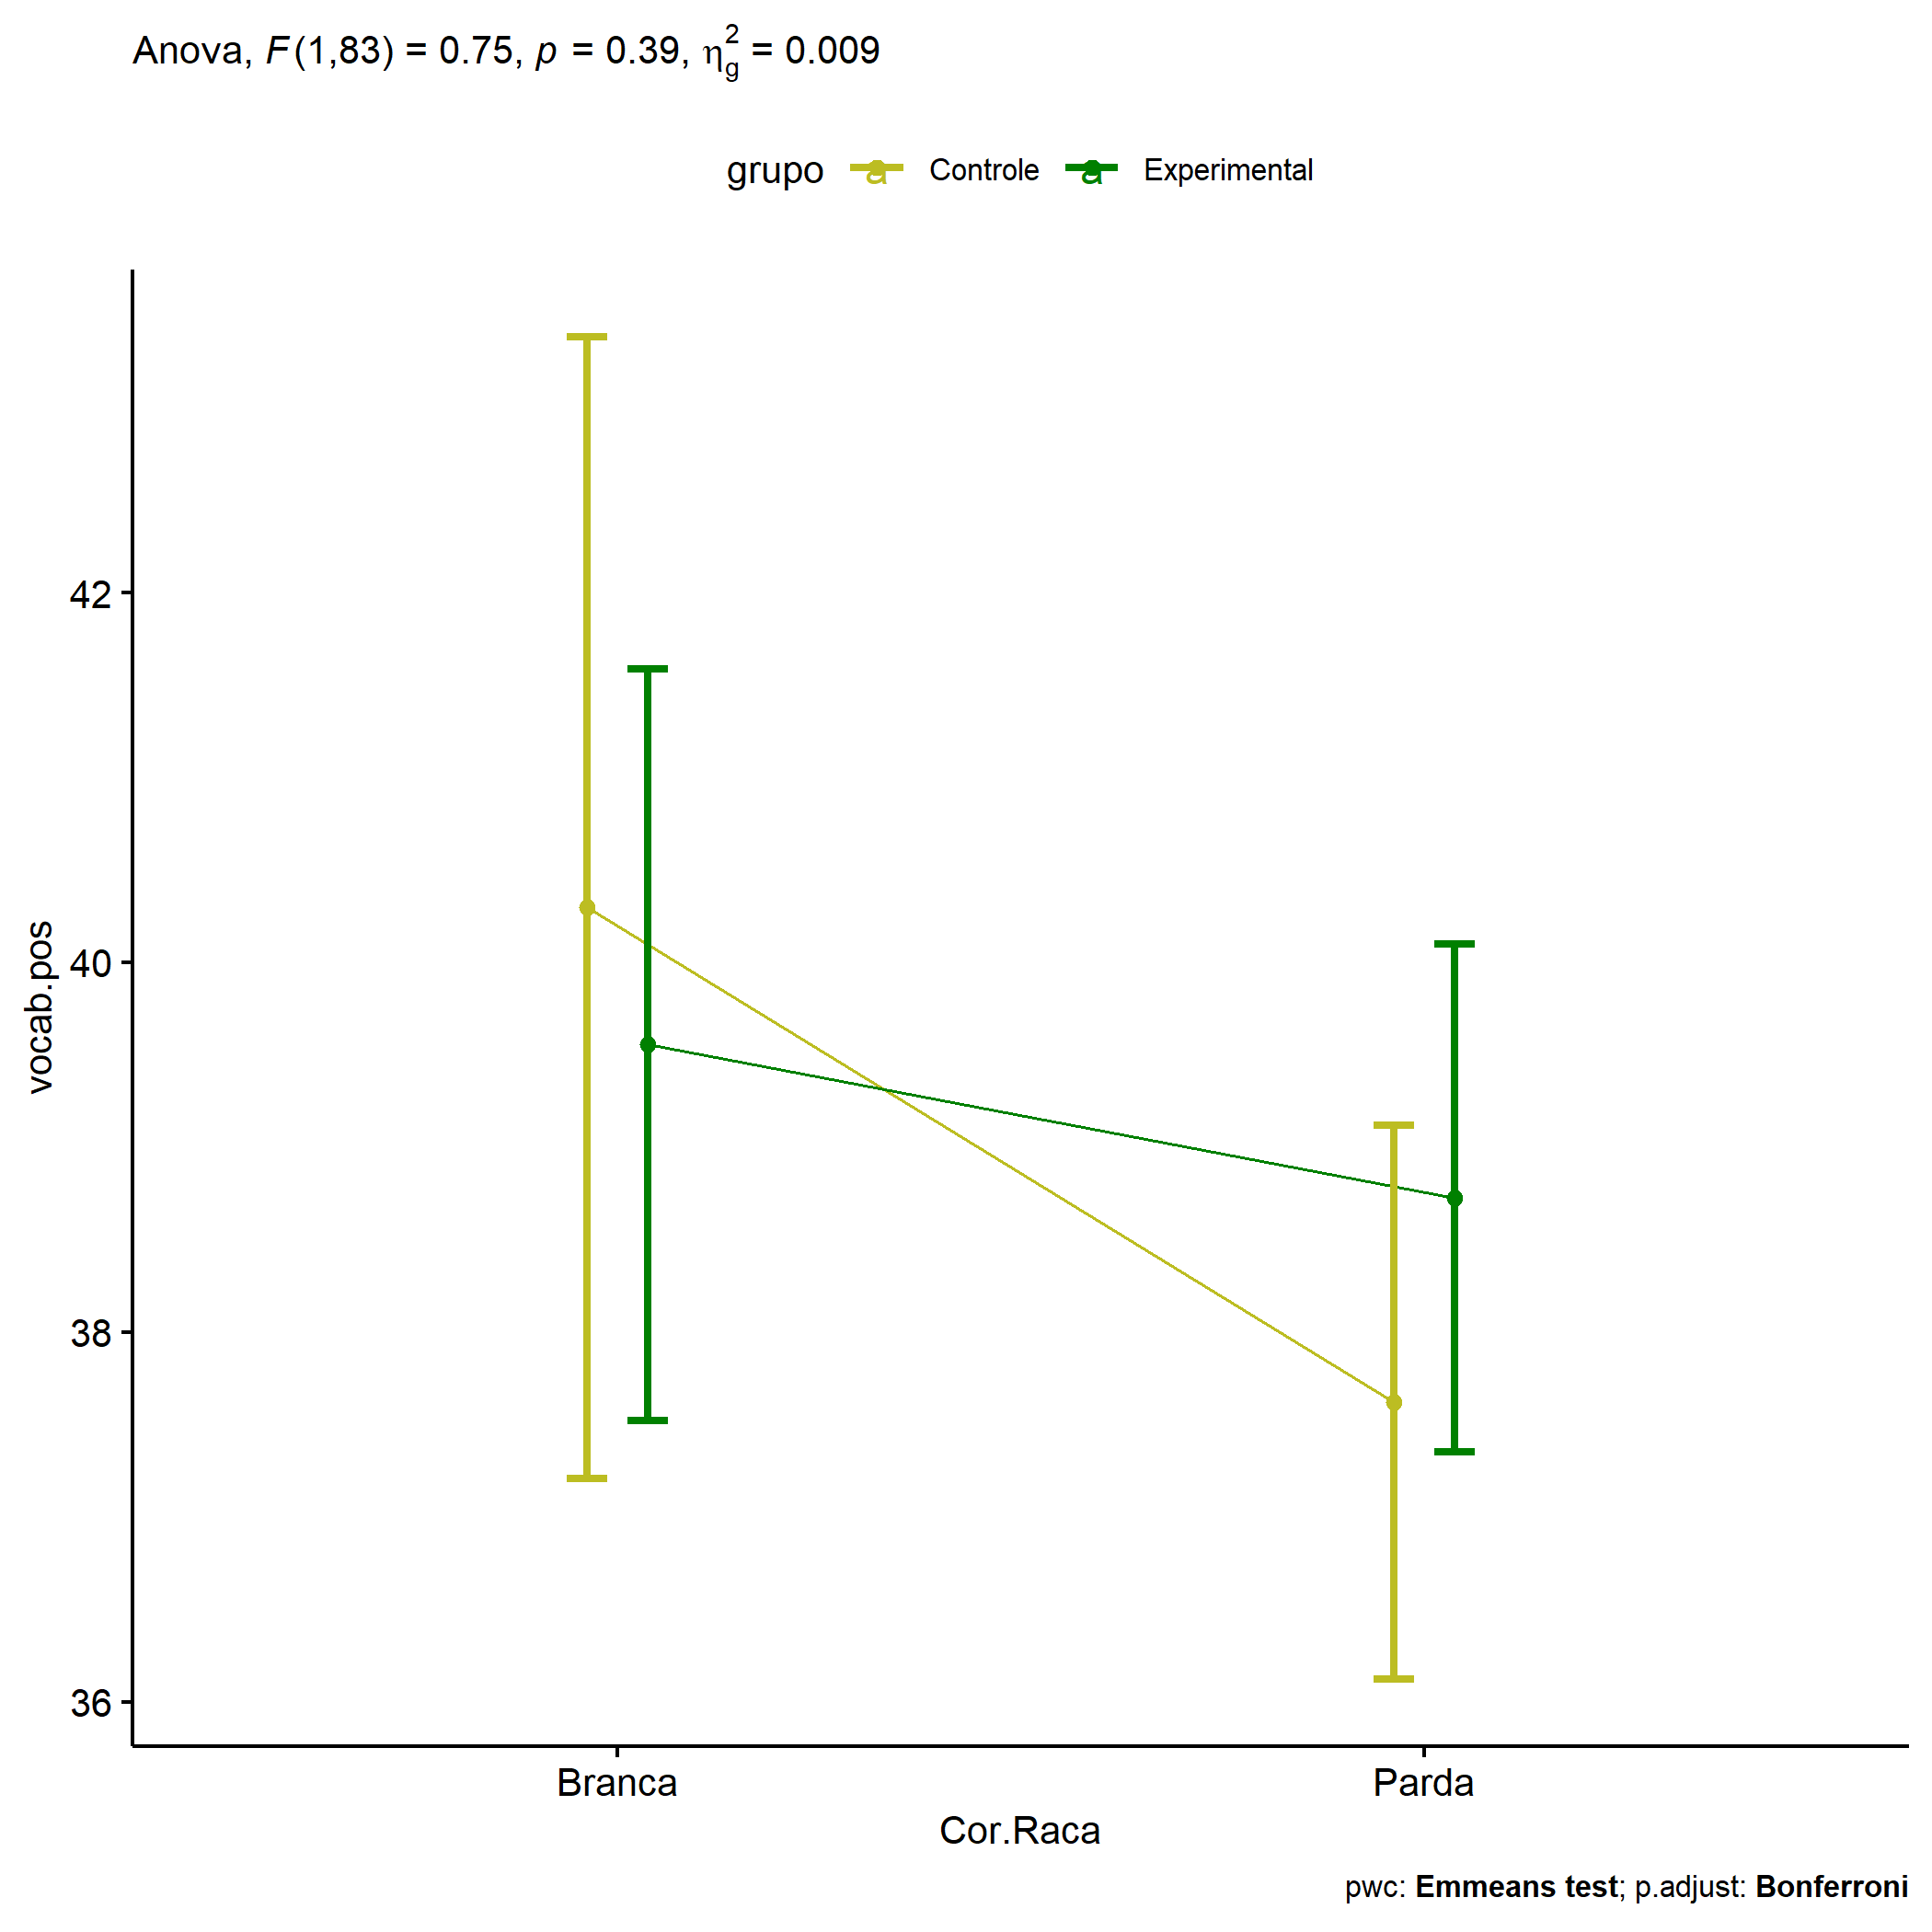 Anova, F(1,83) = 0.75, p = 0.39, η²g = 0.009
grupo a Controle a Experimental
42
40
38
36
vocab.pos
Branca Parda
Cor.Raca
pwc: Emmeans test; p.adjust: Bonferroni